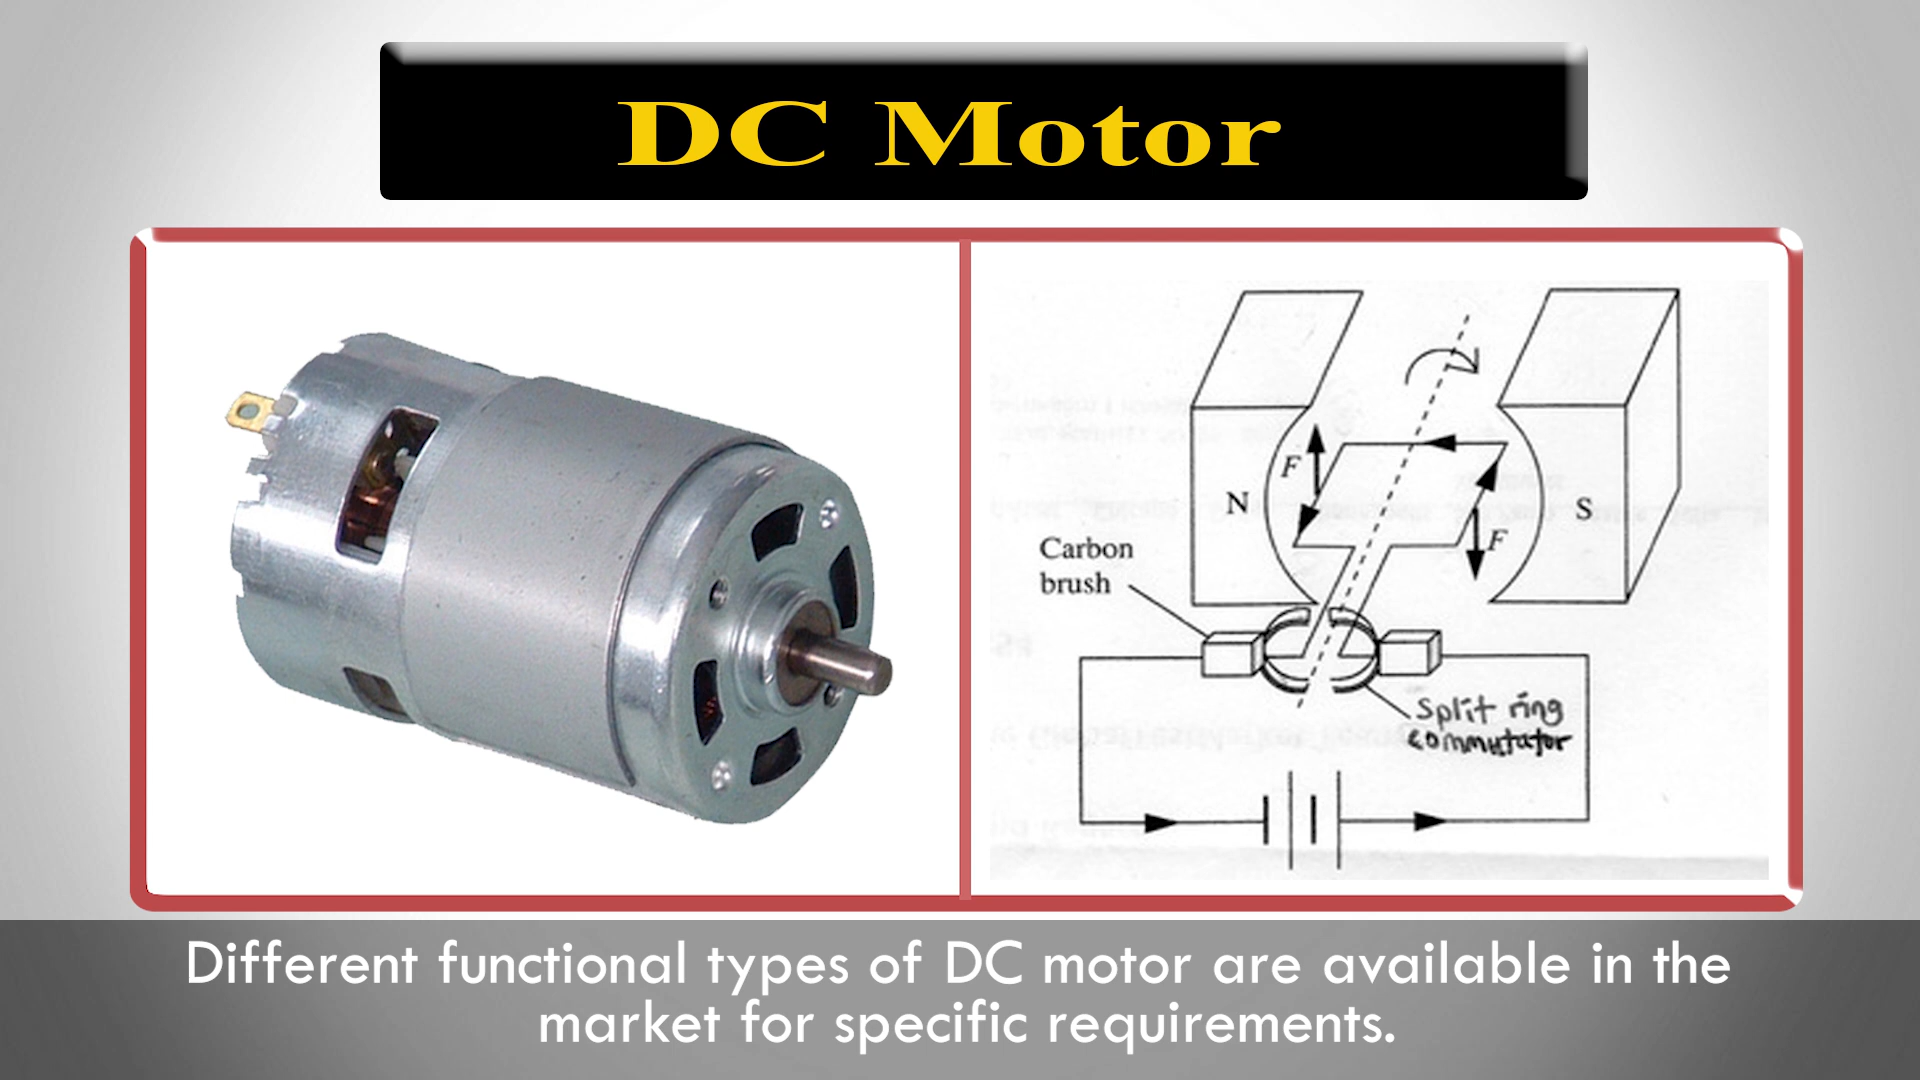 DC Motor
F
N
S
F
Carbon
brush
Split ring
commutator
Different functional types of DC motor are available in the
market for specific requirements.